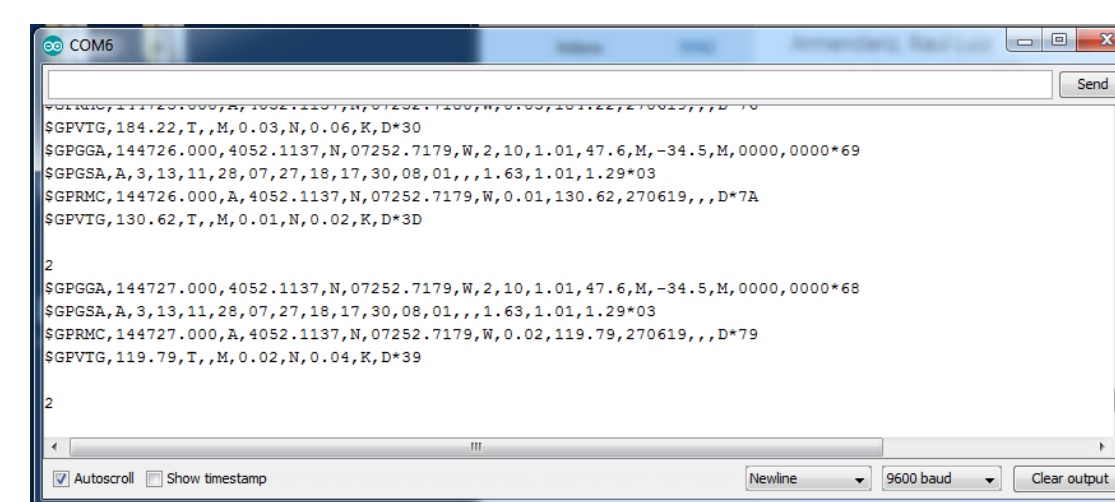 COM6
Send
$GPVTG,184.22,T,,M,0.03,N,0.06,K,D*30
$GPGGA,144726.000,4052.1137,N,07252.7179,W,2,10,1.01,47.6,M,-34.5,M,0000,0000*69
$GPGSA,A,3,13,11,28,07,27,18,17,30,08,01,,,1.63,1.01,1.29*03
$GPRMC,144726.000,A,4052.1137,N,07252.7179,W,0.01,130.62,270619,,,D*7A
$GPVTG,130.62,T,,M,0.01,N,0.02,K,D*3D
2
$GPGGA,144727.000,4052.1137,N,07252.7179,W,2,10,1.01,47.6,M,-34.5,M,0000,0000*68
$GPGSA,A,3,13,11,28,07,27,18,17,30,08,01,,,1.63,1.01,1.29*03
$GPRMC,144727.000,A,4052.1137,N,07252.7179,W,0.02,119.79,270619,,,D*79
$GPVTG,119.79,T,,M,0.02,N,0.04,K,D*39
2
Autoscroll Show timestamp Newline 9600 baud Clear output